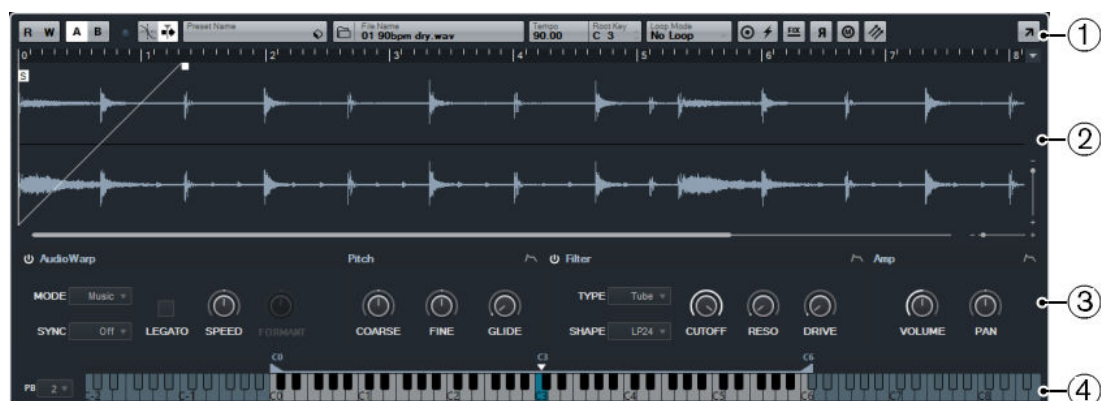 R W A B Preset Name File Name Tempo Root Key Loop Mode
01 90bpm dry.wav 90.00 C 3 No Loop FIX R M
1
0 1 2 3 4 5 6 7 8
S
2
AudioWarp Pitch Filter Amp
MODE Music TYPE Tube
3
SYNC Off LEGATO SPEED FORMANT COARSE FINE GLIDE SHAPE LP24 CUTOFF RESO DRIVE VOLUME PAN
C0 C3 C6
PB 2 C-2 C-1 C0 C1 C2 C3 C4 C5 C6 C7 C8
4